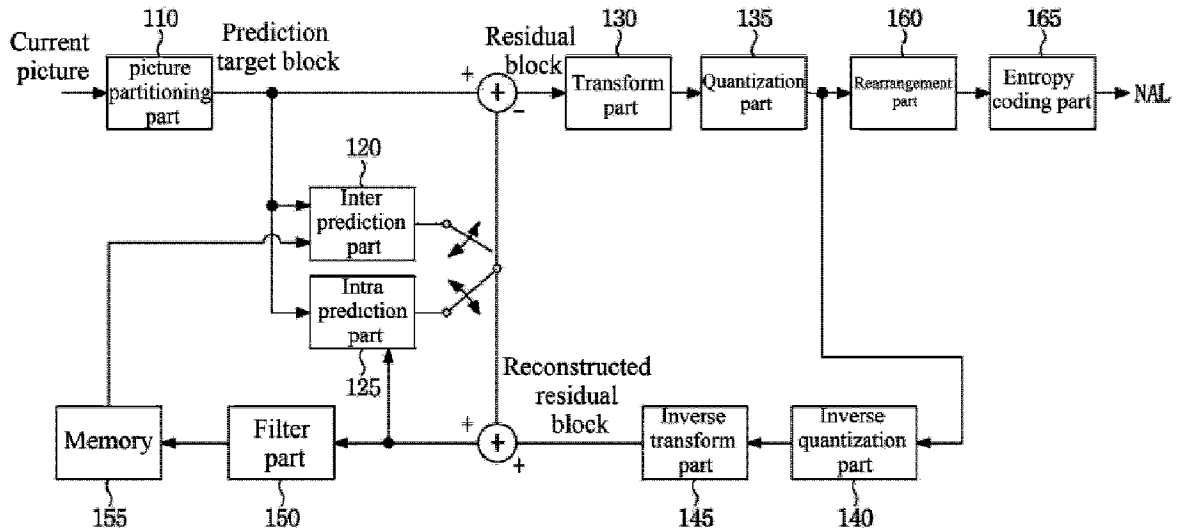 110
130
135
160
165
Current
picture
Prediction
target block
Residual
block
picture
partitioning
part
+
+
-
Transform
part
Quantization
part
Rearrangement
part
Entropy
coding part
NAL
120
Inter
prediction
part
Intra
prediction
part
125
Reconstructed
residual
block
Memory
Filter
part
+
+
+
Inverse
transform
part
Inverse
quantization
part
155
150
145
140